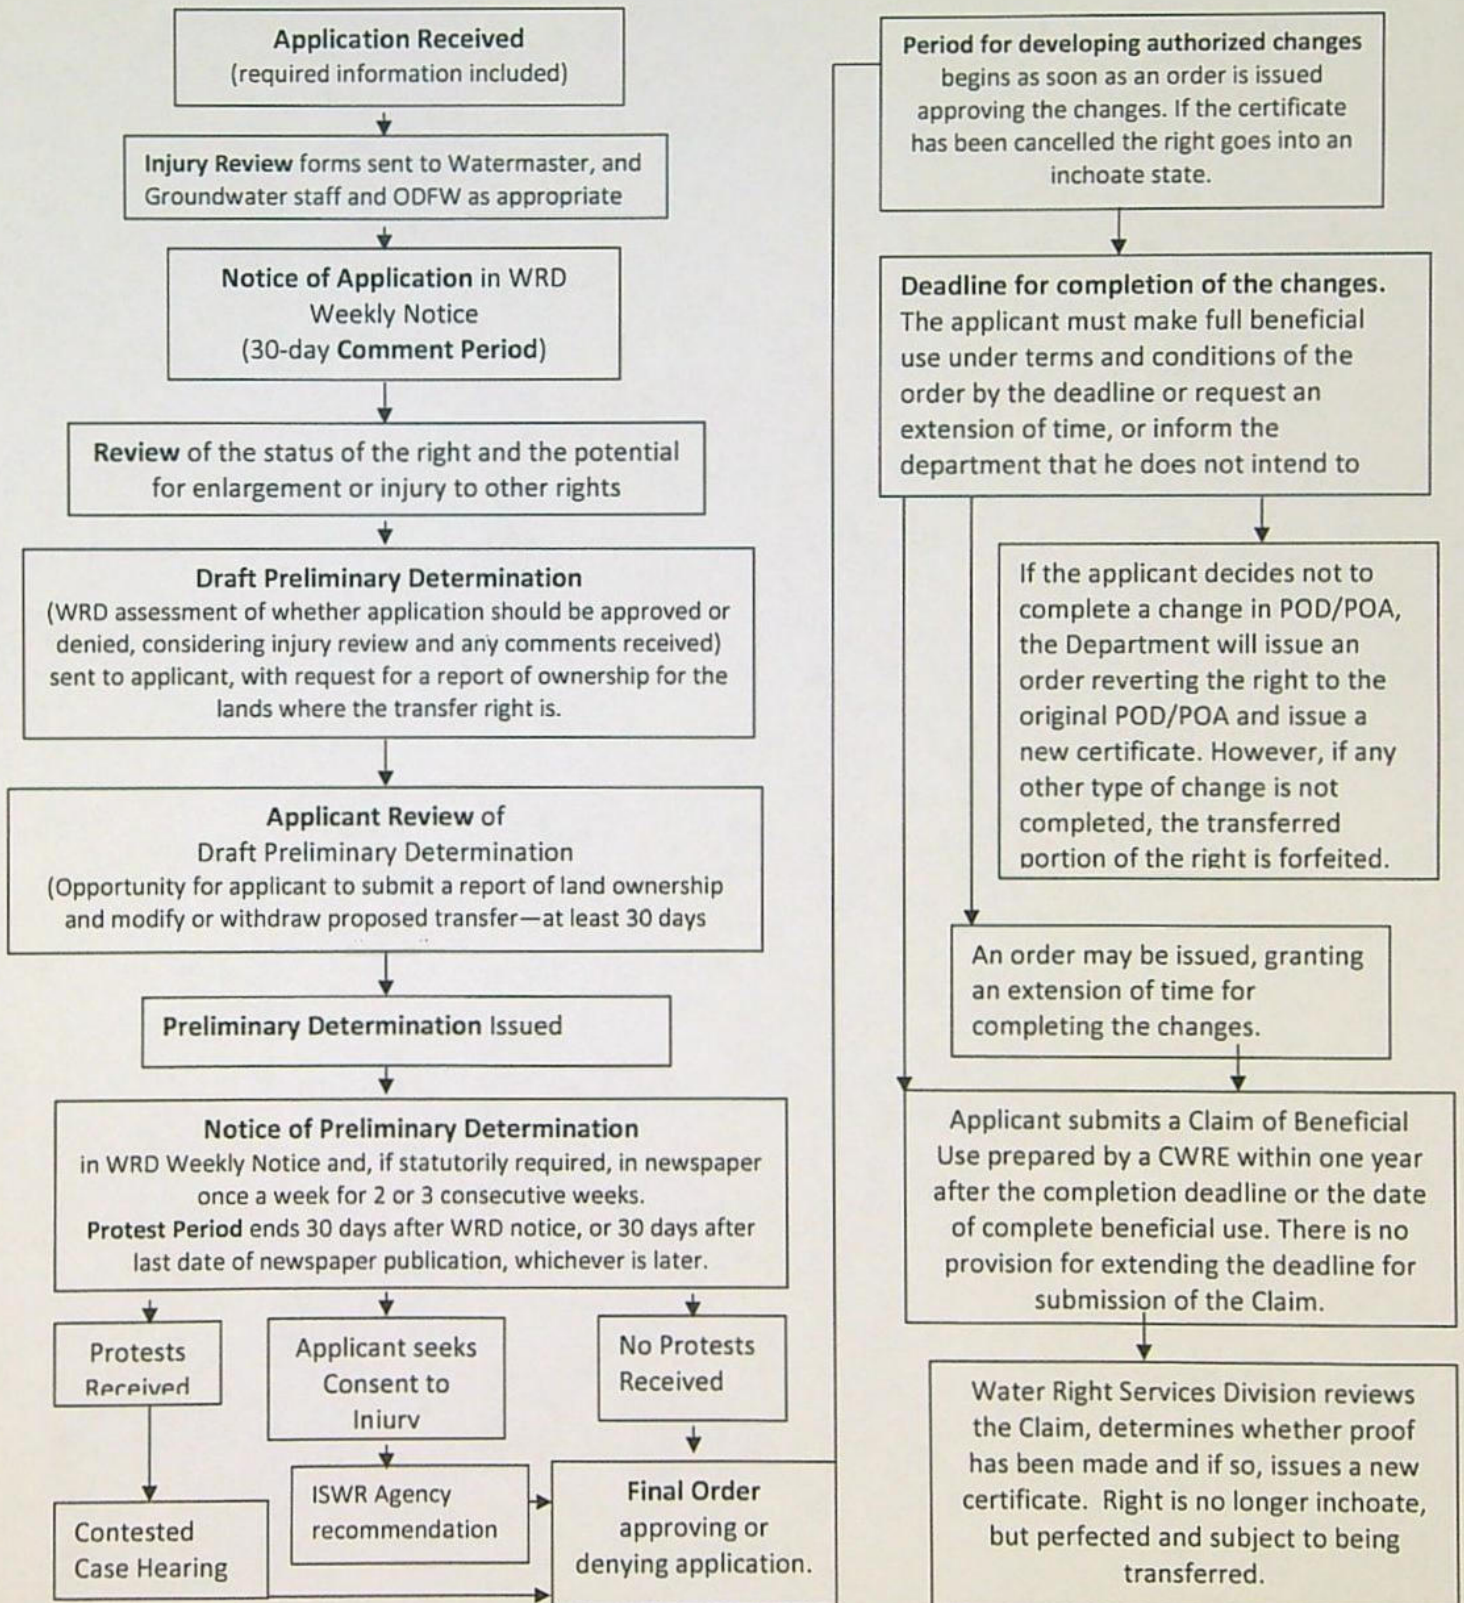 Application Received
(required information included)
Injury Review forms sent to Watermaster, and
Groundwater staff and ODFW as appropriate
Notice of Application in WRD
Weekly Notice
(30-day Comment Period)
Review of the status of the right and the potential
for enlargement or injury to other rights
Draft Preliminary Determination
(WRD assessment of whether application should be approved or
denied, considering injury review and any comments received)
sent to applicant, with request for a report of ownership for the
lands where the transfer right is.
Applicant Review of
Draft Preliminary Determination
(Opportunity for applicant to submit a report of land ownership
and modify or withdraw proposed transfer—at least 30 days
Preliminary Determination Issued
Notice of Preliminary Determination
in WRD Weekly Notice and, if statutorily required, in newspaper
once a week for 2 or 3 consecutive weeks.
Protest Period ends 30 days after WRD notice, or 30 days after
last date of newspaper publication, whichever is later.
Protests
Received
Applicant seeks
Consent to
Injury
No Protests
Received
Contested
Case Hearing
ISWR Agency
recommendation
Final Order
approving or
denying application.
Period for developing authorized changes
begins as soon as an order is issued
approving the changes. If the certificate
has been cancelled the right goes into an
inchoate state.
Deadline for completion of the changes.
The applicant must make full beneficial
use under terms and conditions of the
order by the deadline or request an
extension of time, or inform the
department that he does not intend to
If the applicant decides not to
complete a change in POD/POA,
the Department will issue an
order reverting the right to the
original POD/POA and issue a
new certificate. However, if any
other type of change is not
completed, the transferred
portion of the right is forfeited.
An order may be issued, granting
an extension of time for
completing the changes.
Applicant submits a Claim of Beneficial
Use prepared by a CWRE within one year
after the completion deadline or the date
of complete beneficial use. There is no
provision for extending the deadline for
submission of the Claim.
Water Right Services Division reviews
the Claim, determines whether proof
has been made and if so, issues a new
certificate. Right is no longer inchoate,
but perfected and subject to being
transferred.